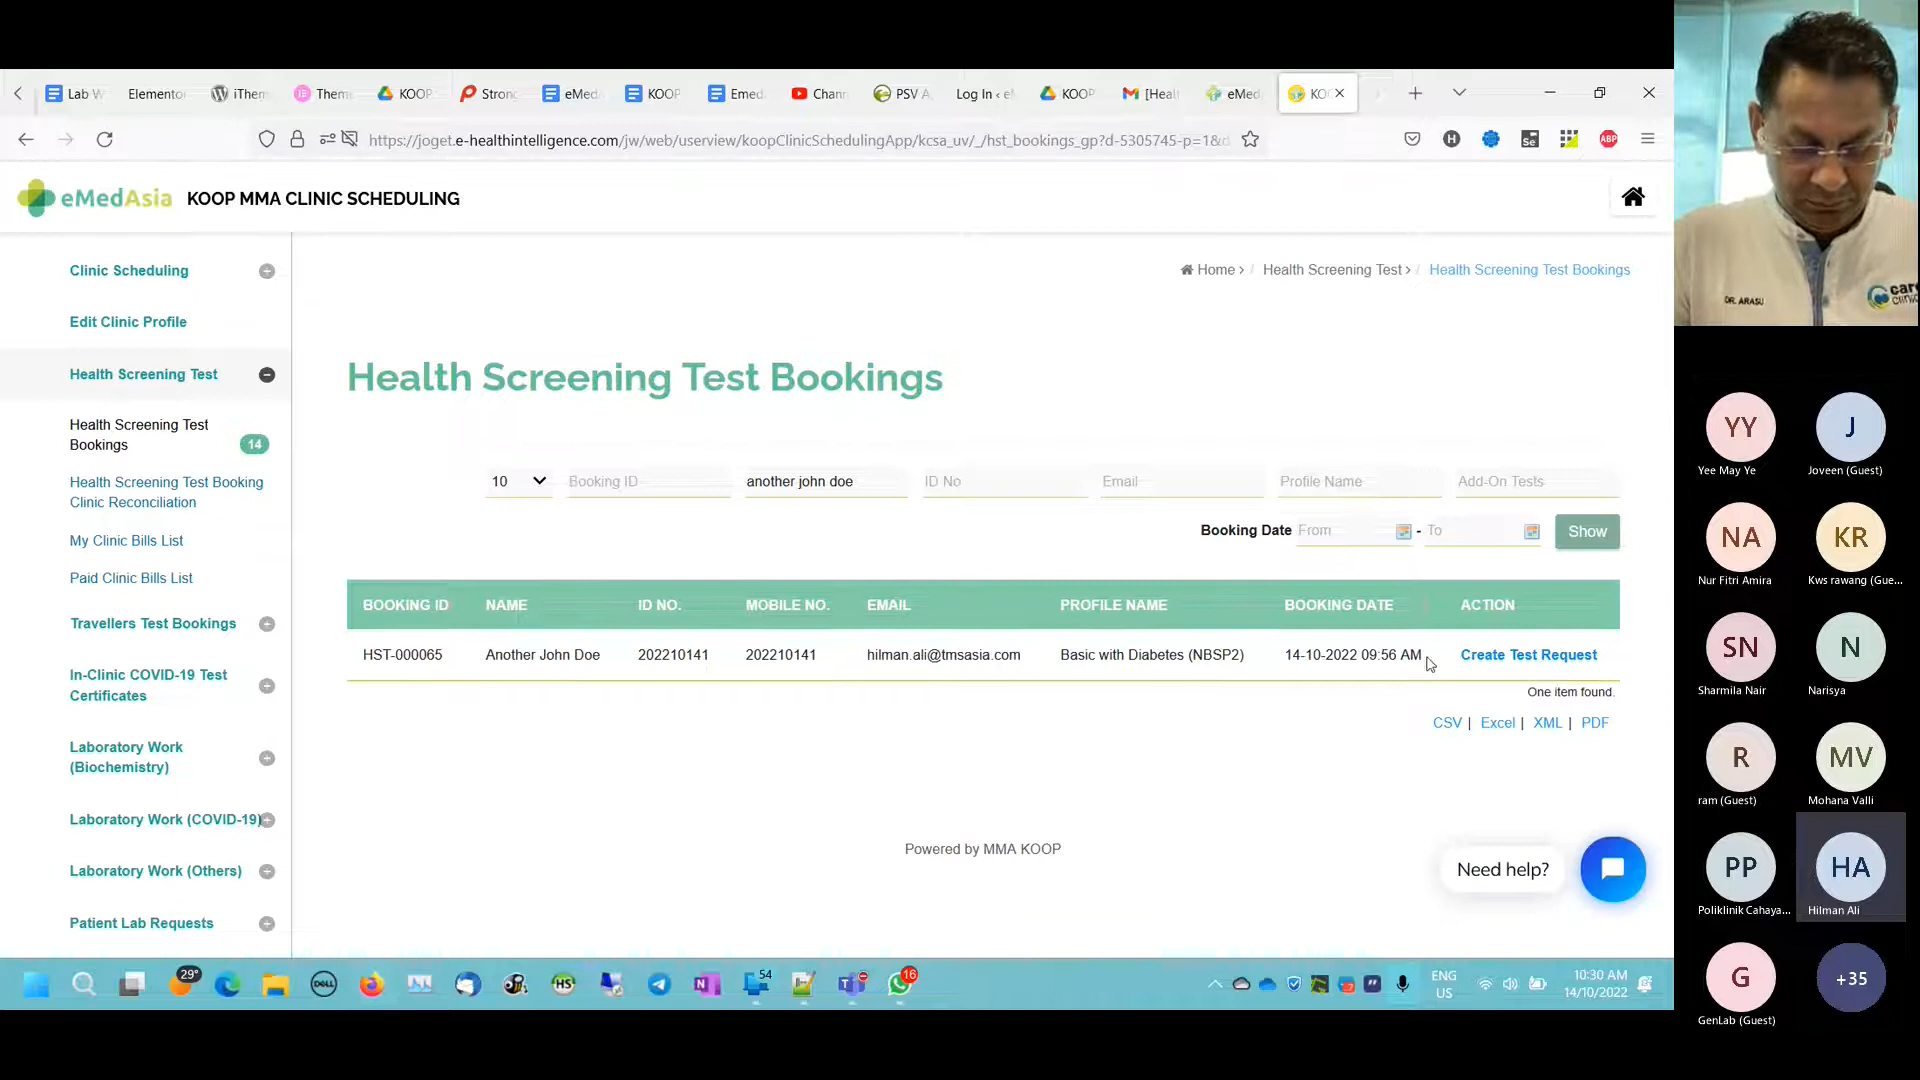 Lab W
Elemento
iThem
Theme
KOOP
Strong
eMed
KOOP
Emed
Chann
PSV A
Log In ‹ e
KOOP
[Heal
eMed
KO
https://joget.e-healthintelligence.com/jw/web/userview/koopClinicSchedulingApp/kcsa_uv/_/hst_bookings_gp?d-5305745-p=1&d
H
Se
ABP
eMedAsia
KOOP MMA CLINIC SCHEDULING
Clinic Scheduling
Edit Clinic Profile
Health Screening Test
Health Screening Test
Bookings
14
Health Screening Test Booking
Clinic Reconciliation
My Clinic Bills List
Paid Clinic Bills List
Travellers Test Bookings
In-Clinic COVID-19 Test
Certificates
Laboratory Work
(Biochemistry)
Laboratory Work (COVID-19)
Laboratory Work (Others)
Patient Lab Requests
Home › / Health Screening Test › / Health Screening Test Bookings
Health Screening Test Bookings
10 Booking ID another john doe ID No Email Profile Name Add-On Tests
Booking Date From - To Show
BOOKING ID NAME ID NO. MOBILE NO. EMAIL PROFILE NAME BOOKING DATE ACTION
HST-000065 Another John Doe 202210141 202210141 hilman.ali@tmsasia.com Basic with Diabetes (NBSP2) 14-10-2022 09:56 AM Create Test Request
One item found.
CSV | Excel | XML | PDF
Powered by MMA KOOP
Need help?
29°
DELL
HS
N
54
16
ENG
US
10:30 AM
14/10/2022
DR. ARASU
care
YY
Yee May Ye
J
Joveen (Guest)
NA
Nur Fitri Amira
KR
Kws rawang (Gue...
SN
Sharmila Nair
N
Narisya
R
ram (Guest)
MV
Mohana Valli
PP
Poliklinik Cahaya...
HA
Hilman Ali
G
GenLab (Guest)
+35